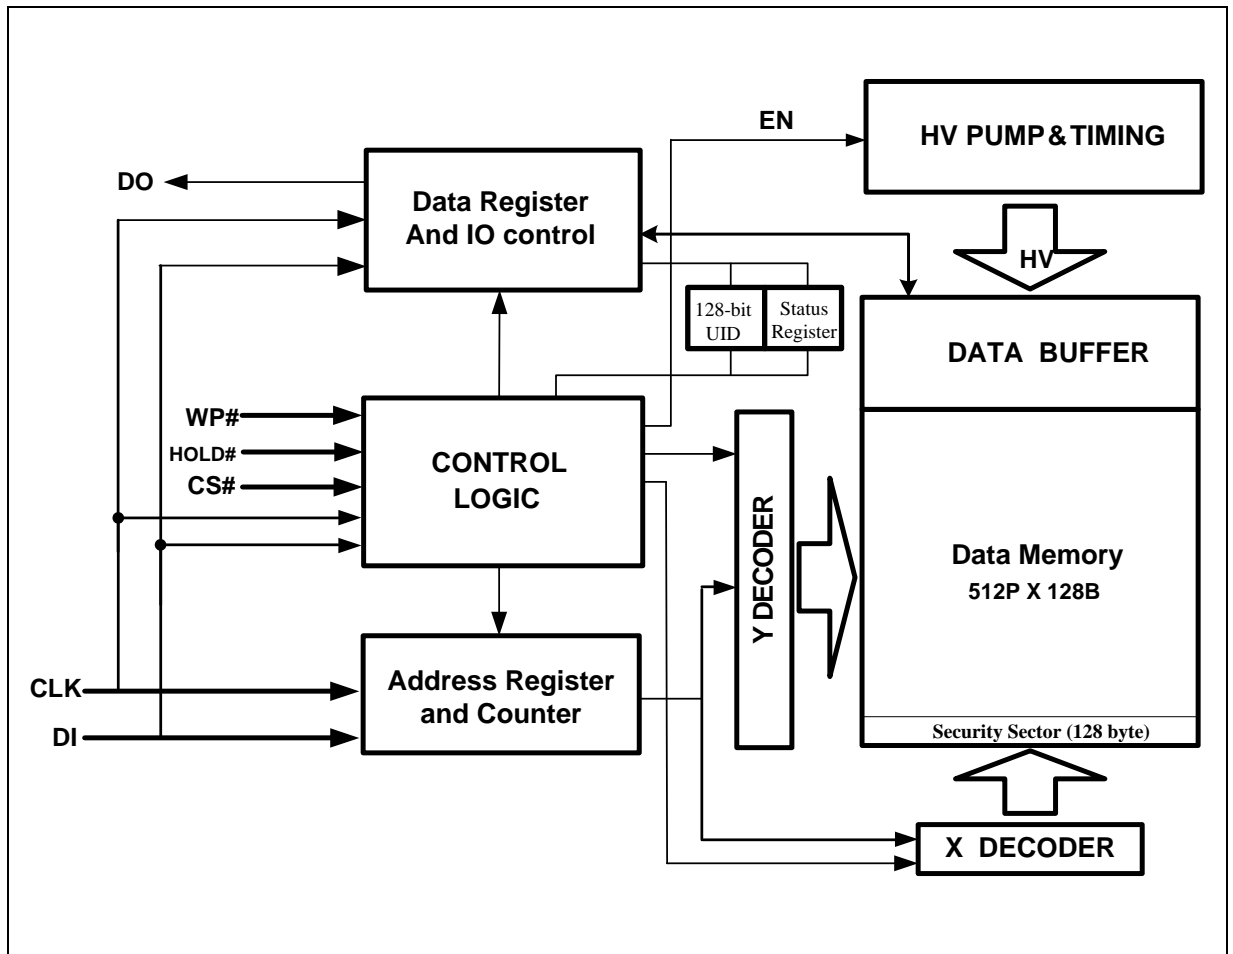 EN
HV PUMP & TIMING
DO
Data Register
And IO control
HV
128-bit
UID
Status
Register
DATA BUFFER
WP#
HOLD#
CS#
CONTROL
LOGIC
Y DECODER
Data Memory
512P X 128B
CLK
DI
Address Register
and Counter
Security Sector (128 byte)
X DECODER